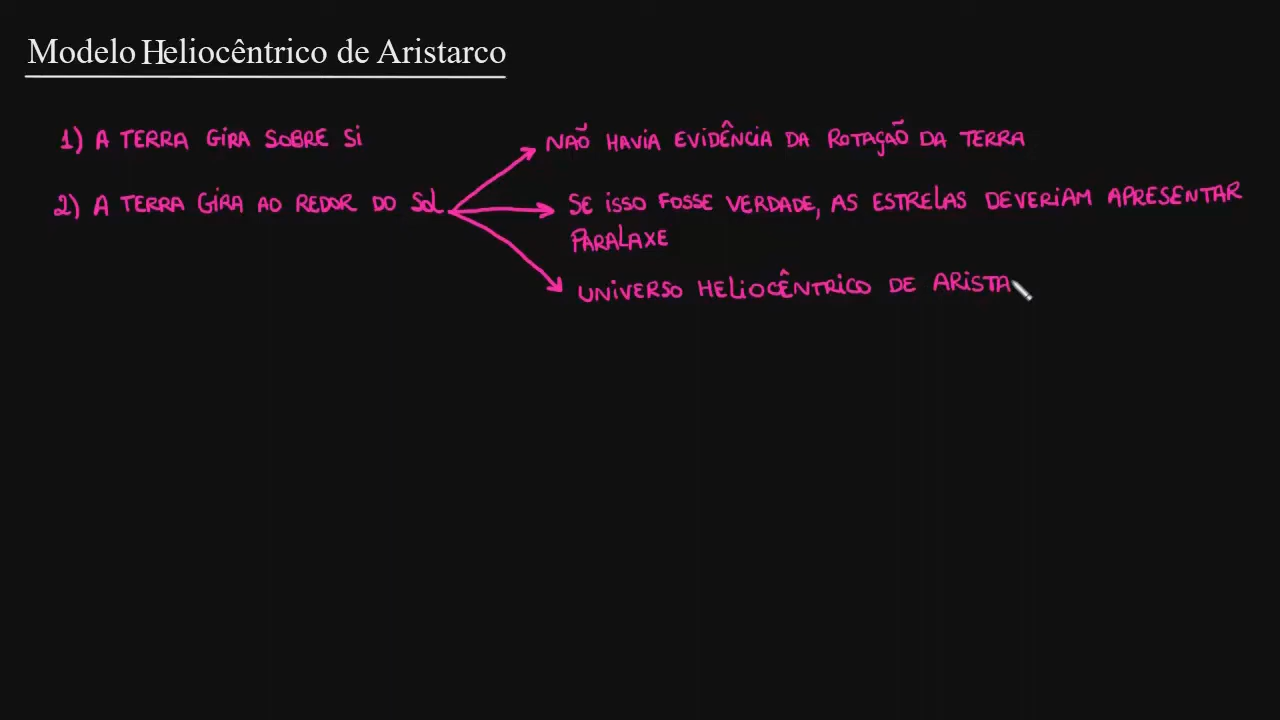 Modelo Heliocêntrico de Aristarco
1) A TERRA GIRA SOBRE SI
NÃO HAVIA EVIDÊNCIA DA ROTAÇÃO DA TERRA
2) A TERRA GIRA AO REDOR DO SOL
SE ISSO FOSSE VERDADE, AS ESTRELAS DEVERIAM APRESENTAR
PARALAXE
UNIVERSO HELIOCÊNTRICO DE ARISTA